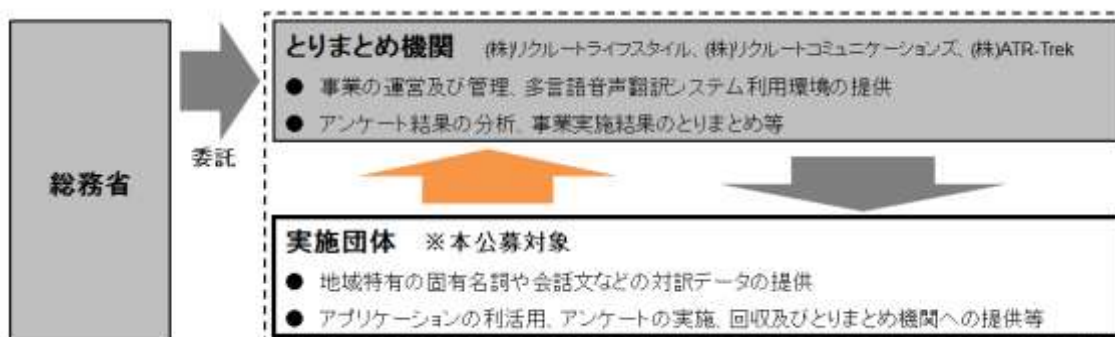 総務省
委託
とりまとめ機関 (株)リクルートライフスタイル、(株)リクルートコミュニケーションズ、(株)ATR-Trek
● 事業の運営及び管理、多言語音声翻訳システム利用環境の提供
● アンケート結果の分析、事業実施結果のとりまとめ等
実施団体 ※本公募対象
● 地域特有の固有名詞や会話文などの対訳データの提供
● アプリケーションの利活用、アンケートの実施、回収及びとりまとめ機関への提供等